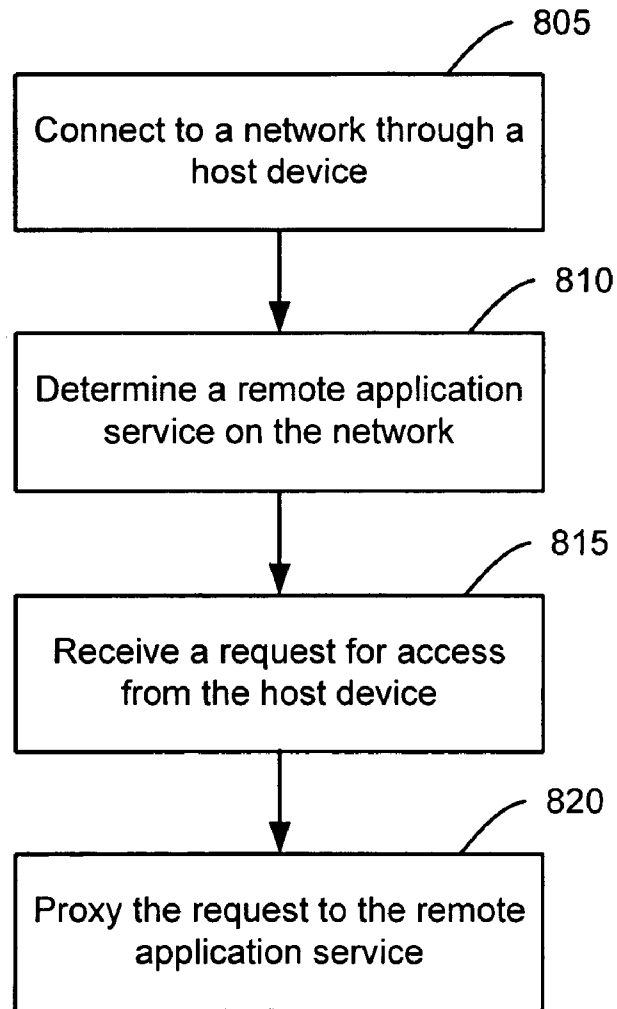 805
Connect to a network through a
host device
810
Determine a remote application
service on the network
815
Receive a request for access
from the host device
820
Proxy the request to the remote
application service